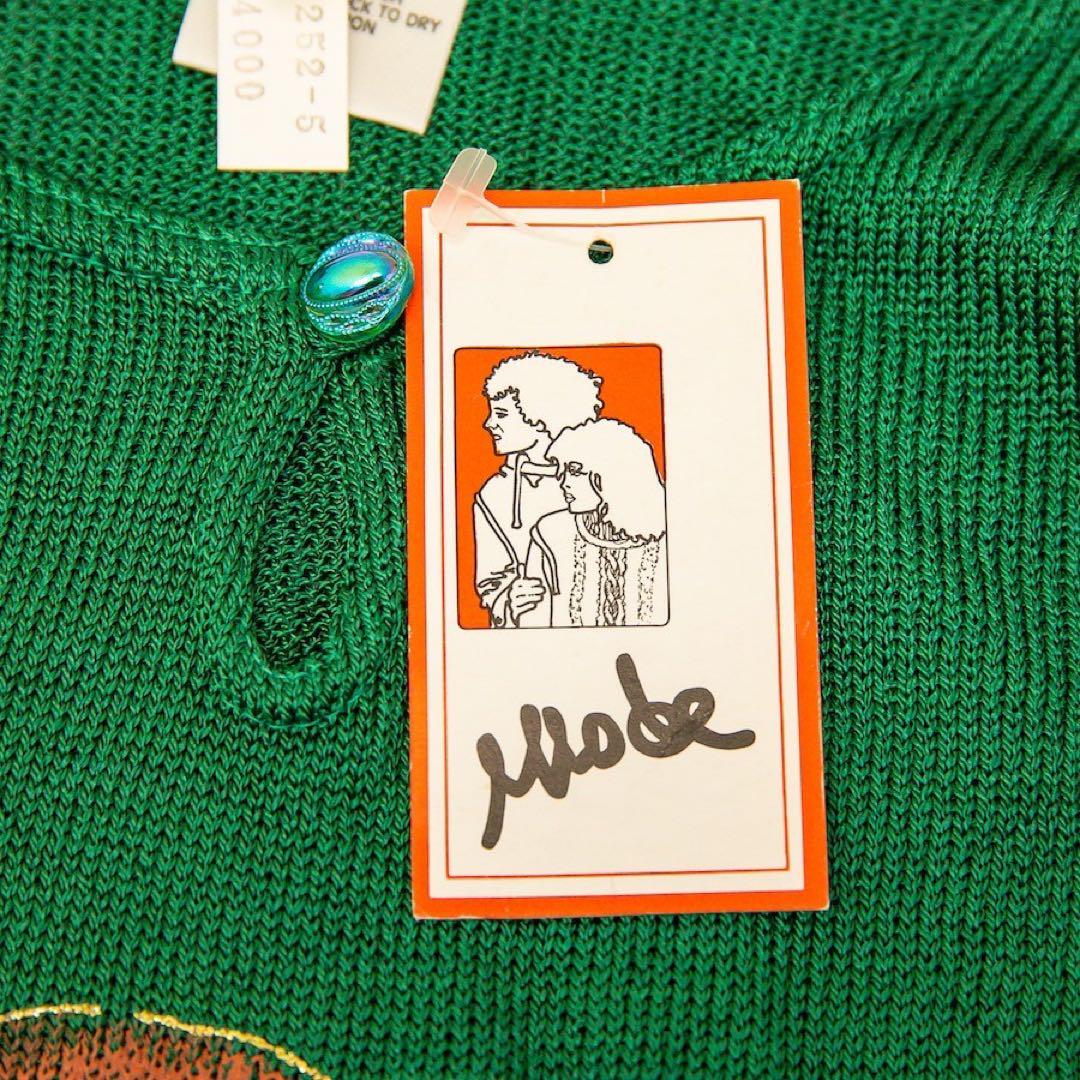 CK TO DRY
ON
252-5
4000
Mode